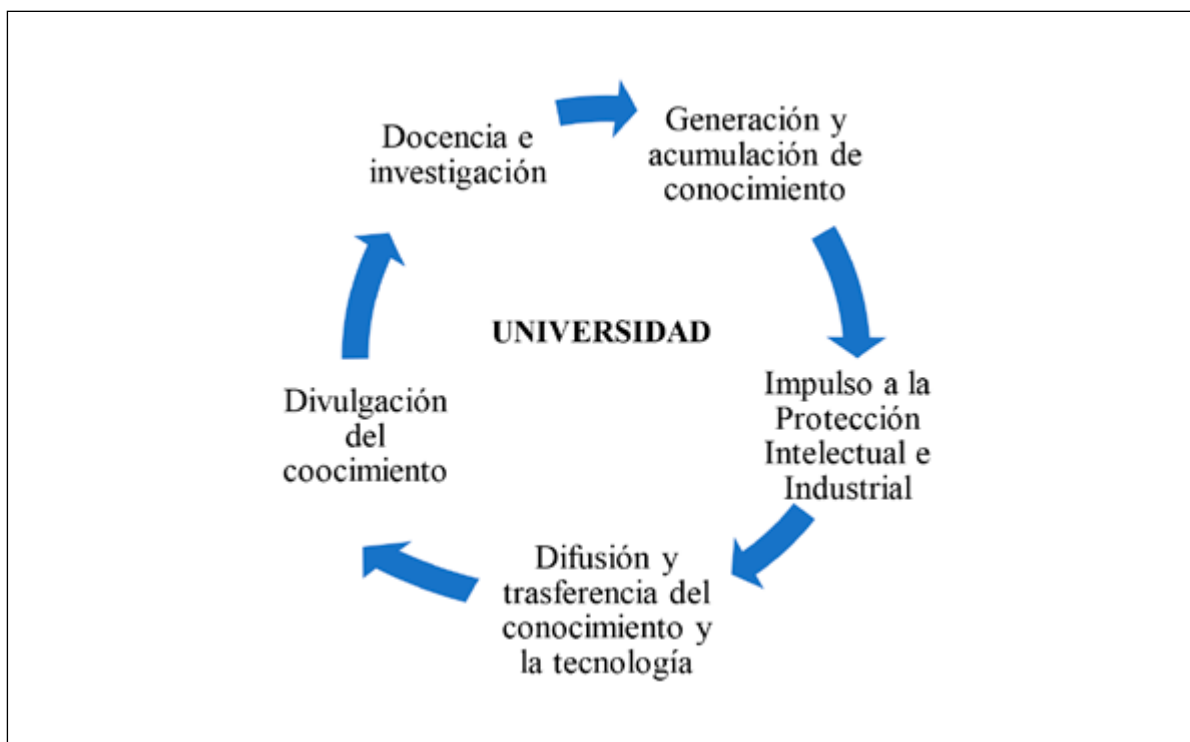 Docencia e
investigación
Generación y
acumulación de
conocimiento
UNIVERSIDAD
Impulso a la
Protección
Intelectual e
Industrial
Difusión y
trasferencia del
conocimiento y
la tecnología
Divulgación
del
coocimiento